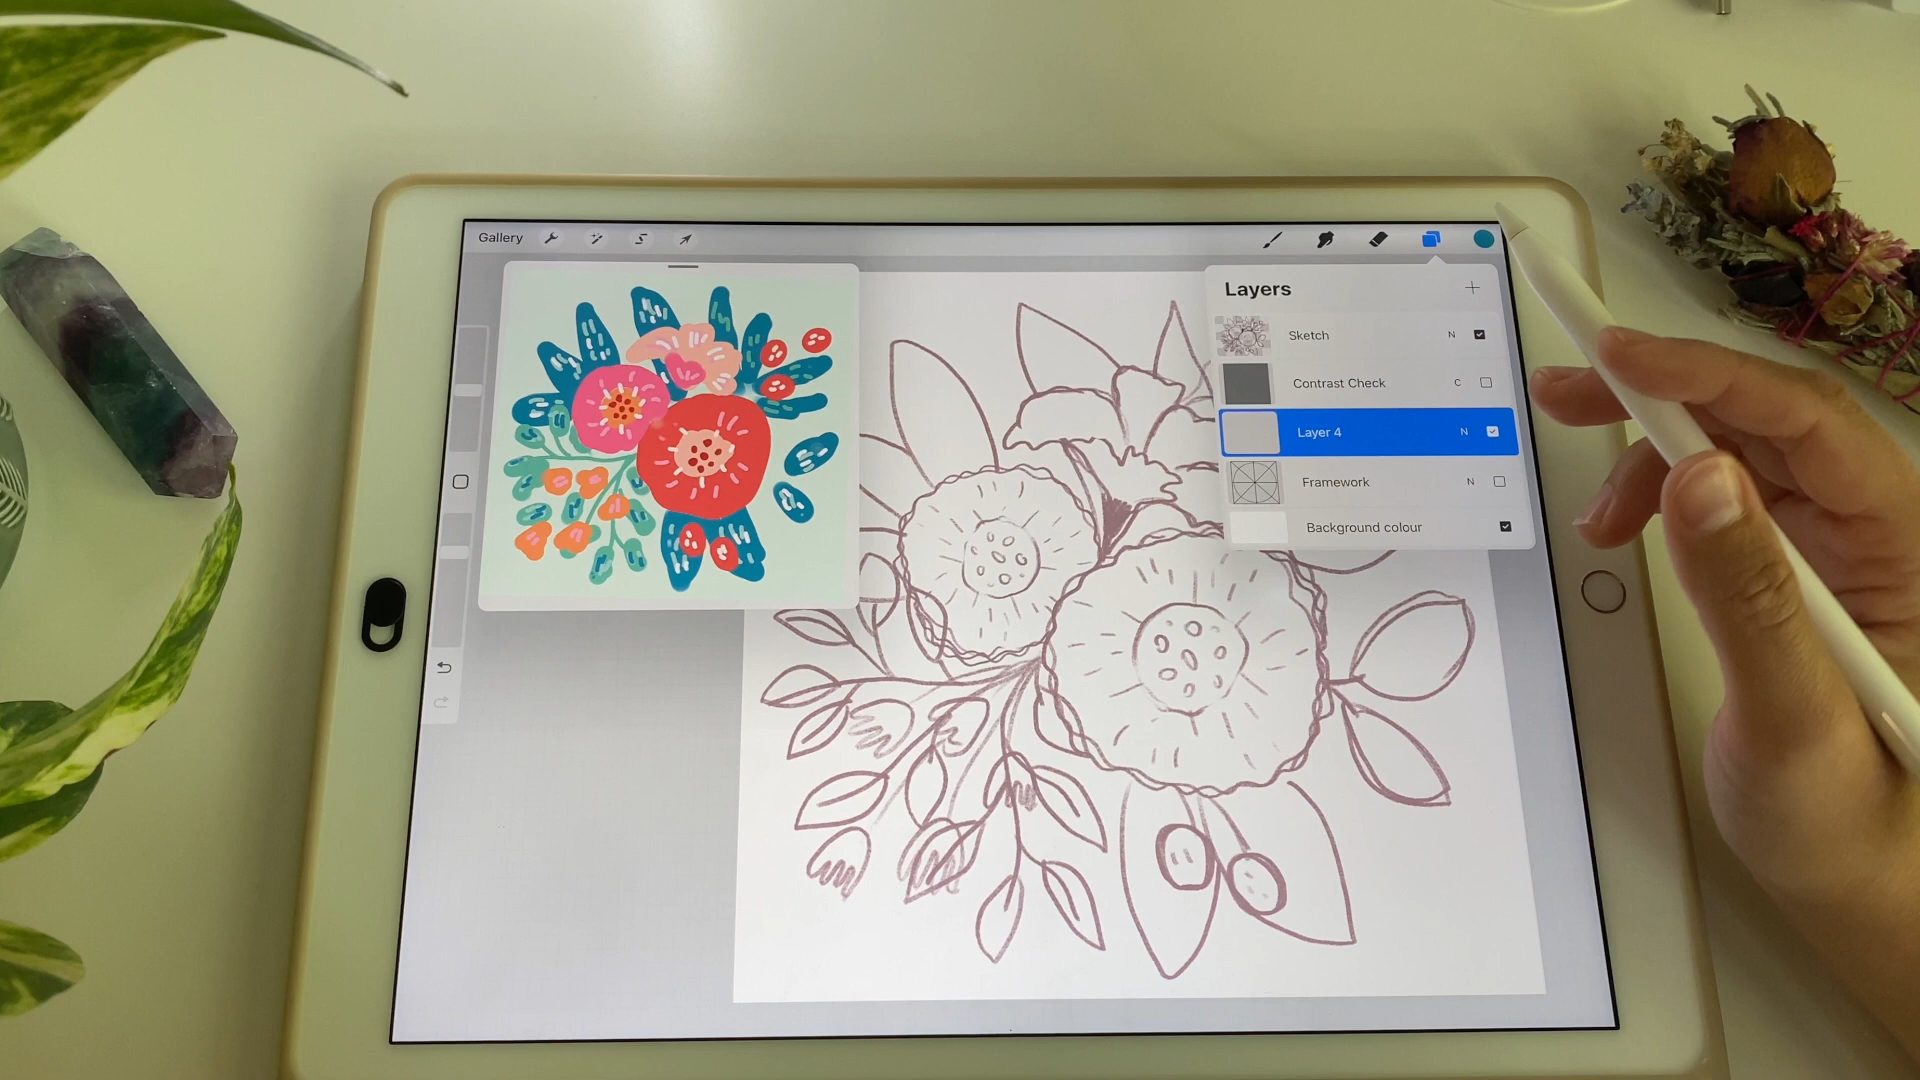 Gallery
Layers
Sketch N
Contrast Check C
Layer 4 N
Framework N
Background colour